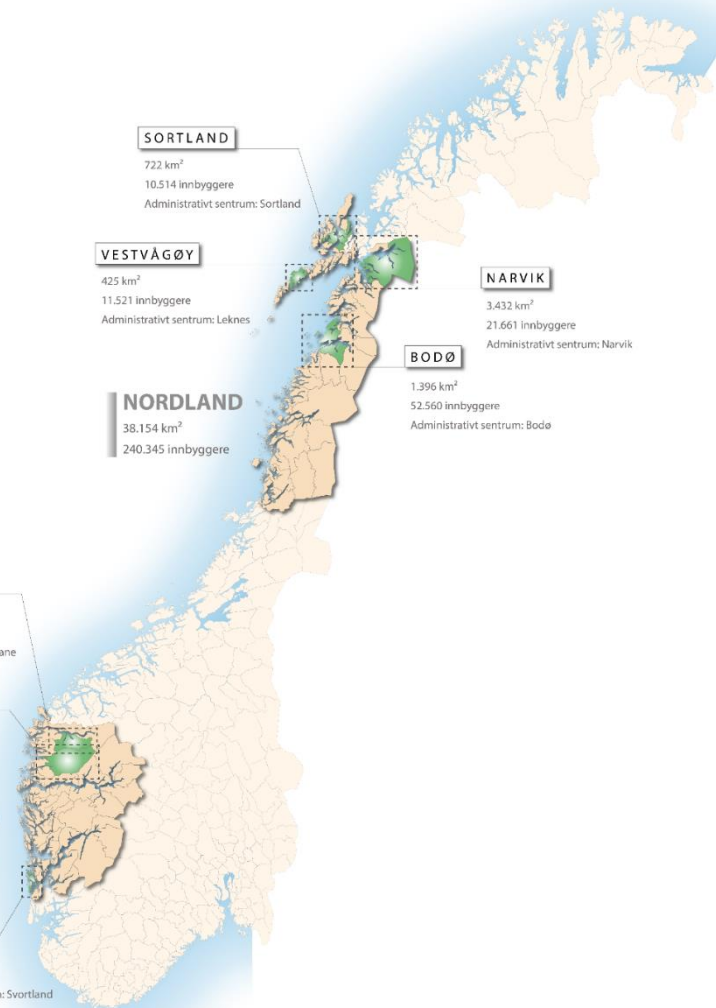 SORTLAND
722 km²
10.514 innbyggere
Administrativt sentrum: Sortland
VESTVÅGØY
425 km²
11.521 innbyggere
Administrativt sentrum: Leknes
NARVIK
3.432 km²
21.661 innbyggere
Administrativt sentrum: Narvik
BODØ
1.396 km²
52.560 innbyggere
Administrativt sentrum: Bodø
NORDLAND
38.154 km²
240.345 innbyggere
ane
: Svortland